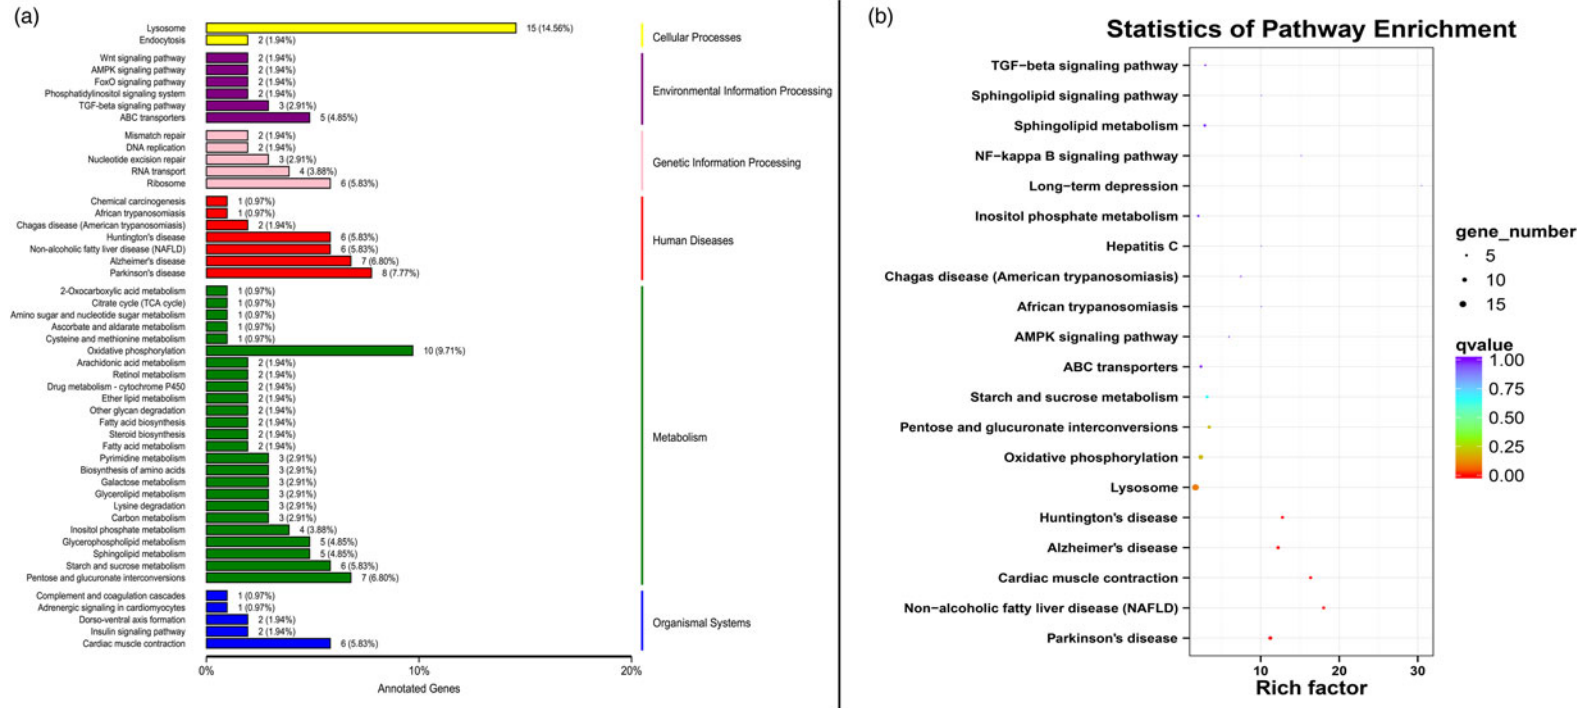 (a)
Lysosome 15 (14.56%)
Endocytosis 2 (1.94%)
Cellular Processes
Wnt signaling pathway 2 (1.94%)
AMPK signaling pathway 2 (1.94%)
FoxO signaling pathway 2 (1.94%)
Phosphatidylinositol signaling system 2 (1.94%)
TGF-beta signaling pathway 3 (2.91%)
ABC transporters 5 (4.85%)
Environmental Information Processing
Mismatch repair 2 (1.94%)
DNA replication 2 (1.94%)
Nucleotide excision repair 3 (2.91%)
RNA transport 4 (3.88%)
Ribosome 6 (5.83%)
Genetic Information Processing
Chemical carcinogenesis 1 (0.97%)
African trypanosomiasis 1 (0.97%)
Chagas disease (American trypanosomiasis) 2 (1.94%)
Huntington's disease 6 (5.83%)
Non-alcoholic fatty liver disease (NAFLD) 6 (5.83%)
Alzheimer's disease 7 (6.80%)
Parkinson's disease 8 (7.77%)
Human Diseases
2-Oxocarboxylic acid metabolism 1 (0.97%)
Citrate cycle (TCA cycle) 1 (0.97%)
Amino sugar and nucleotide sugar metabolism 1 (0.97%)
Ascorbate and aldarate metabolism 1 (0.97%)
Cysteine and methionine metabolism 1 (0.97%)
Oxidative phosphorylation 10 (9.71%)
Arachidonic acid metabolism 2 (1.94%)
Retinol metabolism 2 (1.94%)
Drug metabolism - cytochrome P450 2 (1.94%)
Ether lipid metabolism 2 (1.94%)
Other glycan degradation 2 (1.94%)
Fatty acid biosynthesis 2 (1.94%)
Steroid biosynthesis 2 (1.94%)
Fatty acid metabolism 2 (1.94%)
Pyrimidine metabolism 3 (2.91%)
Biosynthesis of amino acids 3 (2.91%)
Galactose metabolism 3 (2.91%)
Glycerolipid metabolism 3 (2.91%)
Lysine degradation 3 (2.91%)
Carbon metabolism 3 (2.91%)
Inositol phosphate metabolism 4 (3.88%)
Glycerophospholipid metabolism 5 (4.85%)
Sphingolipid metabolism 5 (4.85%)
Starch and sucrose metabolism 6 (5.83%)
Pentose and glucuronate interconversions 7 (6.80%)
Metabolism
Complement and coagulation cascades 1 (0.97%)
Adrenergic signaling in cardiomyocytes 1 (0.97%)
Dorso-ventral axis formation 2 (1.94%)
Insulin signaling pathway 2 (1.94%)
Cardiac muscle contraction 6 (5.83%)
Organismal Systems
0% 10% 20%
Annotated Genes
(b)
Statistics of Pathway Enrichment
TGF−beta signaling pathway
Sphingolipid signaling pathway
Sphingolipid metabolism
NF−kappa B signaling pathway
Long−term depression
Inositol phosphate metabolism
Hepatitis C
Chagas disease (American trypanosomiasis)
African trypanosomiasis
AMPK signaling pathway
ABC transporters
Starch and sucrose metabolism
Pentose and glucuronate interconversions
Oxidative phosphorylation
Lysosome
Huntington's disease
Alzheimer's disease
Cardiac muscle contraction
Non−alcoholic fatty liver disease (NAFLD)
Parkinson's disease
10 20 30
Rich factor
gene_number
5
10
15
qvalue
1.00
0.75
0.50
0.25
0.00